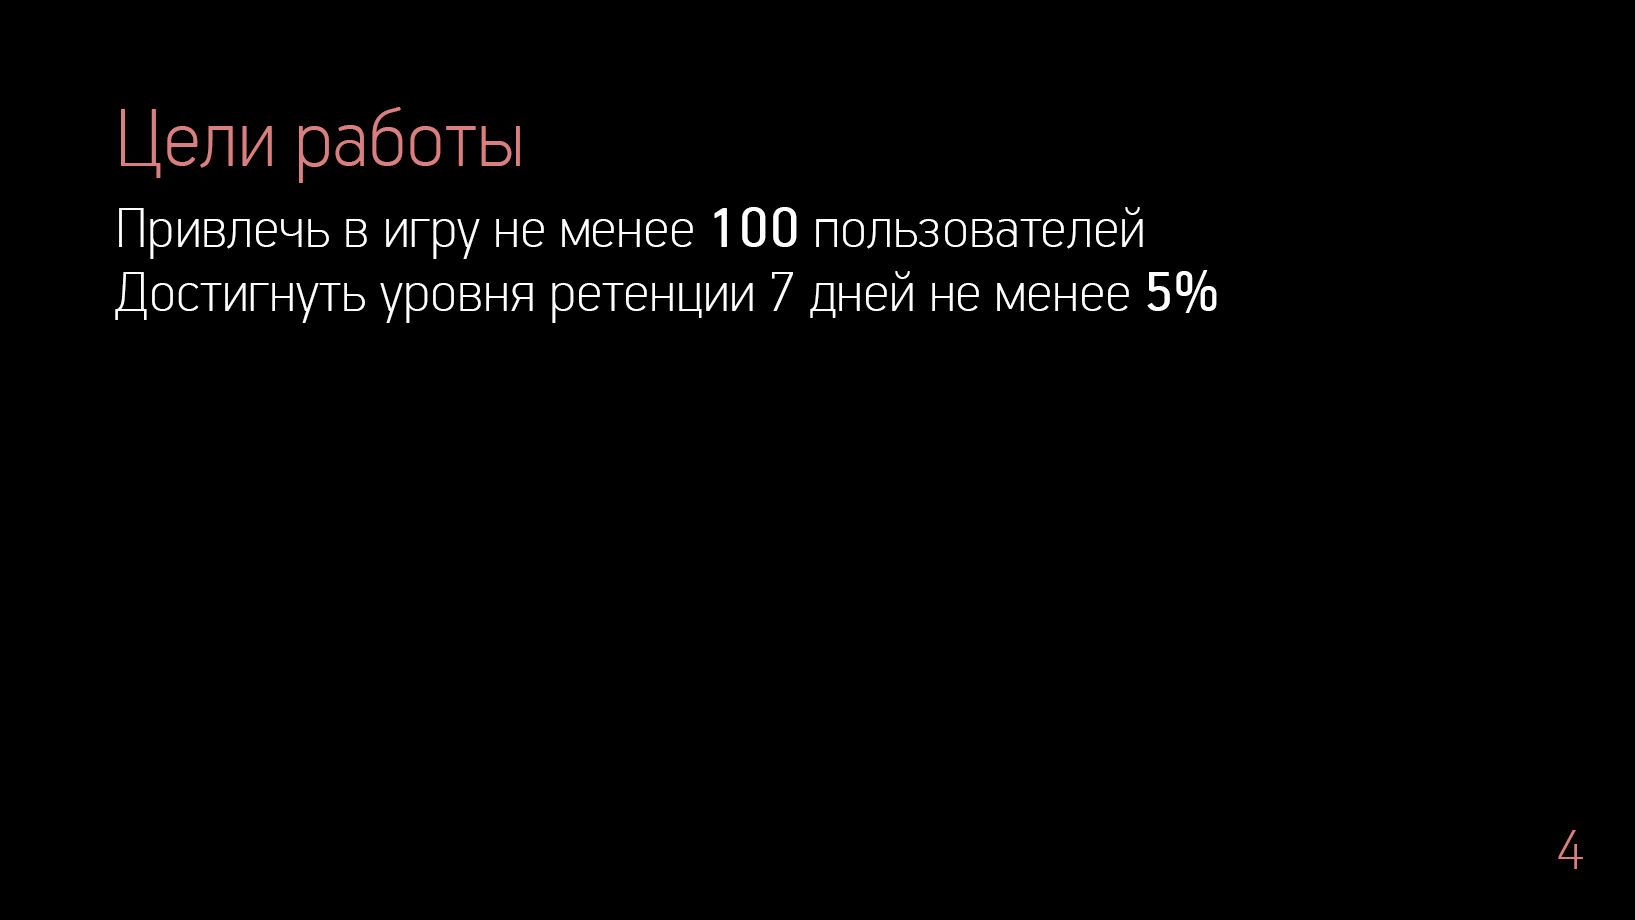 Цели работы
Привлечь в игру не менее 100 пользователей
Достигнуть уровня ретенции 7 дней не менее 5%
4